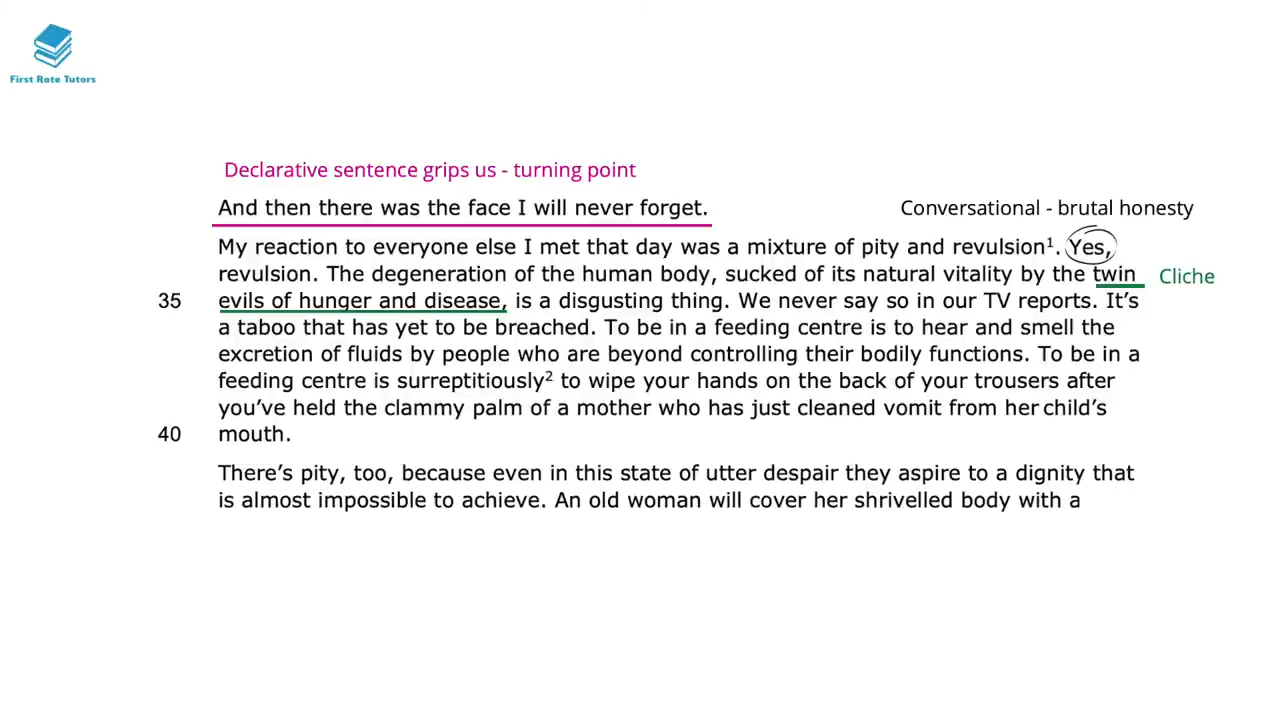 First Rate Tutors
Declarative sentence grips us - turning point
And then there was the face I will never forget.
Conversational - brutal honesty
My reaction to everyone else I met that day was a mixture of pity and revulsion¹. Yes,
revulsion. The degeneration of the human body, sucked of its natural vitality by the twin
Cliche
35 evils of hunger and disease, is a disgusting thing. We never say so in our TV reports. It’s
a taboo that has yet to be breached. To be in a feeding centre is to hear and smell the
excretion of fluids by people who are beyond controlling their bodily functions. To be in a
feeding centre is surreptitiously² to wipe your hands on the back of your trousers after
you’ve held the clammy palm of a mother who has just cleaned vomit from her child’s
40 mouth.
There’s pity, too, because even in this state of utter despair they aspire to a dignity that
is almost impossible to achieve. An old woman will cover her shrivelled body with a